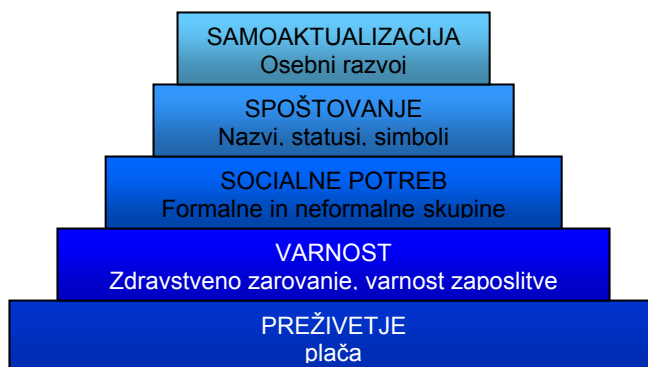 SAMOAKTUALIZACIJA
Osebni razvoj
SPOŠTOVANJE
Nazvi, statusi, simboli
SOCIALNE POTREB
Formalne in neformalne skupine
VARNOST
Zdravstveno zarovanje, varnost zaposlitve
PREŽIVETJE
plača